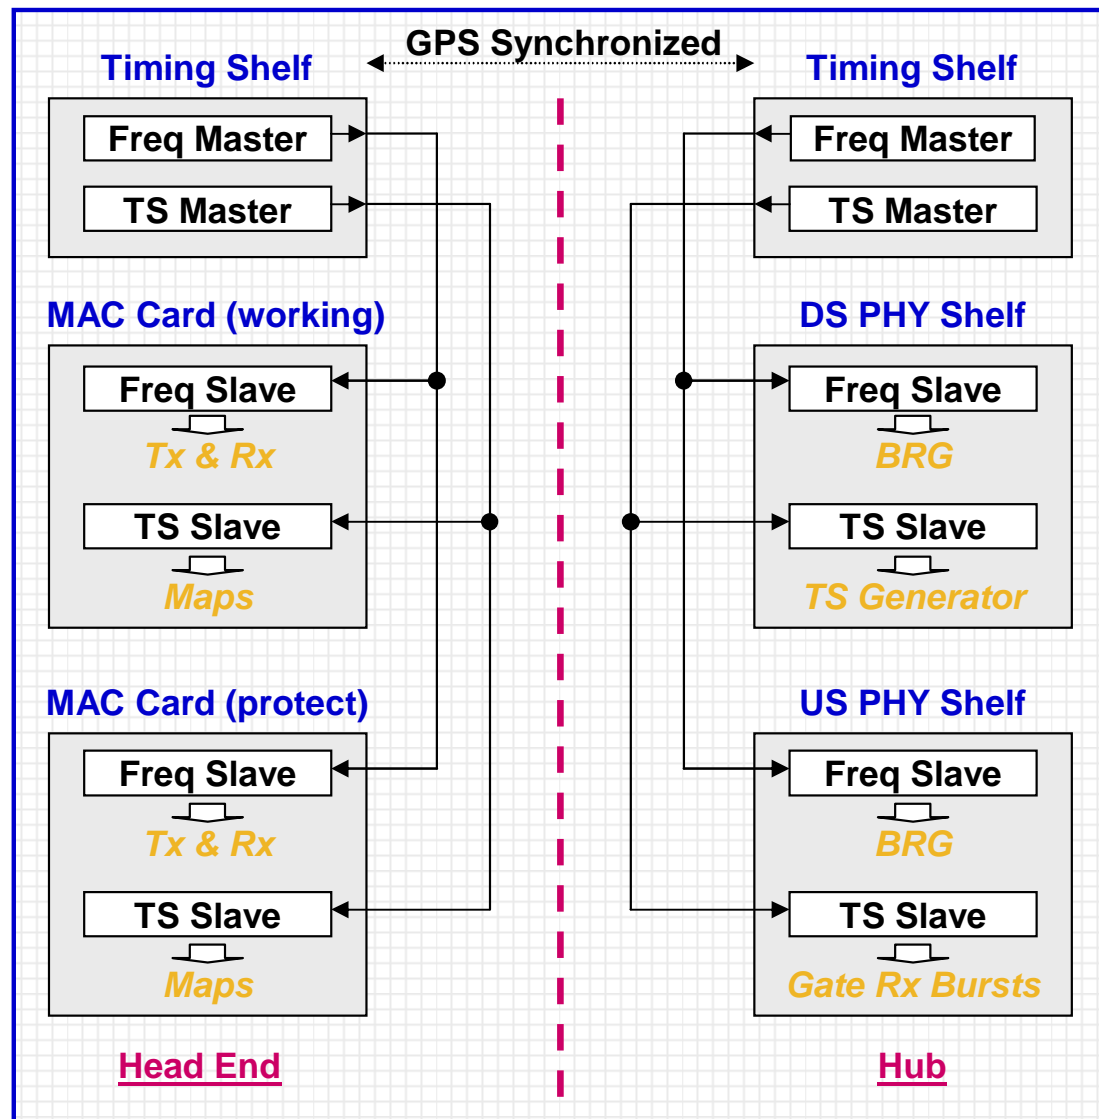 GPS Synchronized
Timing Shelf
Freq Master
TS Master
MAC Card (working)
Freq Slave
Tx & Rx
TS Slave
Maps
MAC Card (protect)
Freq Slave
Tx & Rx
TS Slave
Maps
Head End
Timing Shelf
Freq Master
TS Master
DS PHY Shelf
Freq Slave
BRG
TS Slave
TS Generator
US PHY Shelf
Freq Slave
BRG
TS Slave
Gate Rx Bursts
Hub